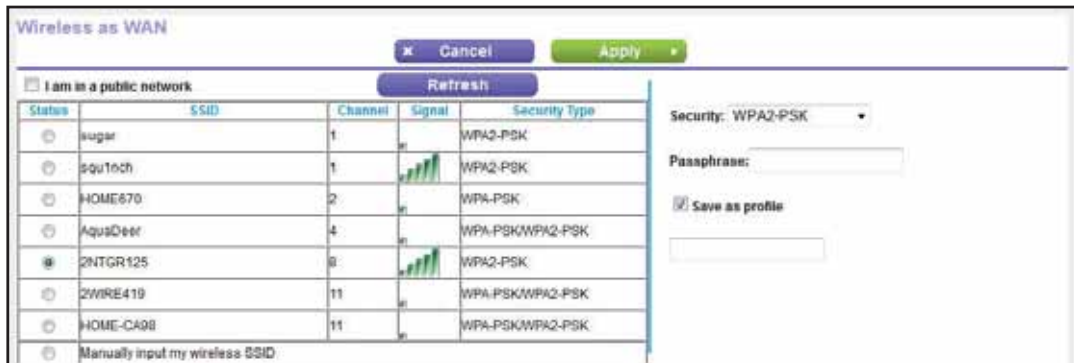 Wireless as WAN
Cancel
Apply
I am in a public network
Refresh
Status SSID Channel Signal Security Type
sugar 1 WPA2-PSK
squ1nch 1 WPA2-PSK
HOME670 2 WPA-PSK
AquaDeer 4 WPA-PSK/WPA2-PSK
2NTGR125 8 WPA2-PSK
2WIRE419 11 WPA-PSK/WPA2-PSK
HOME-CA98 11 WPA-PSK/WPA2-PSK
Manually input my wireless SSID
Security: WPA2-PSK
Passphrase:
Save as profile